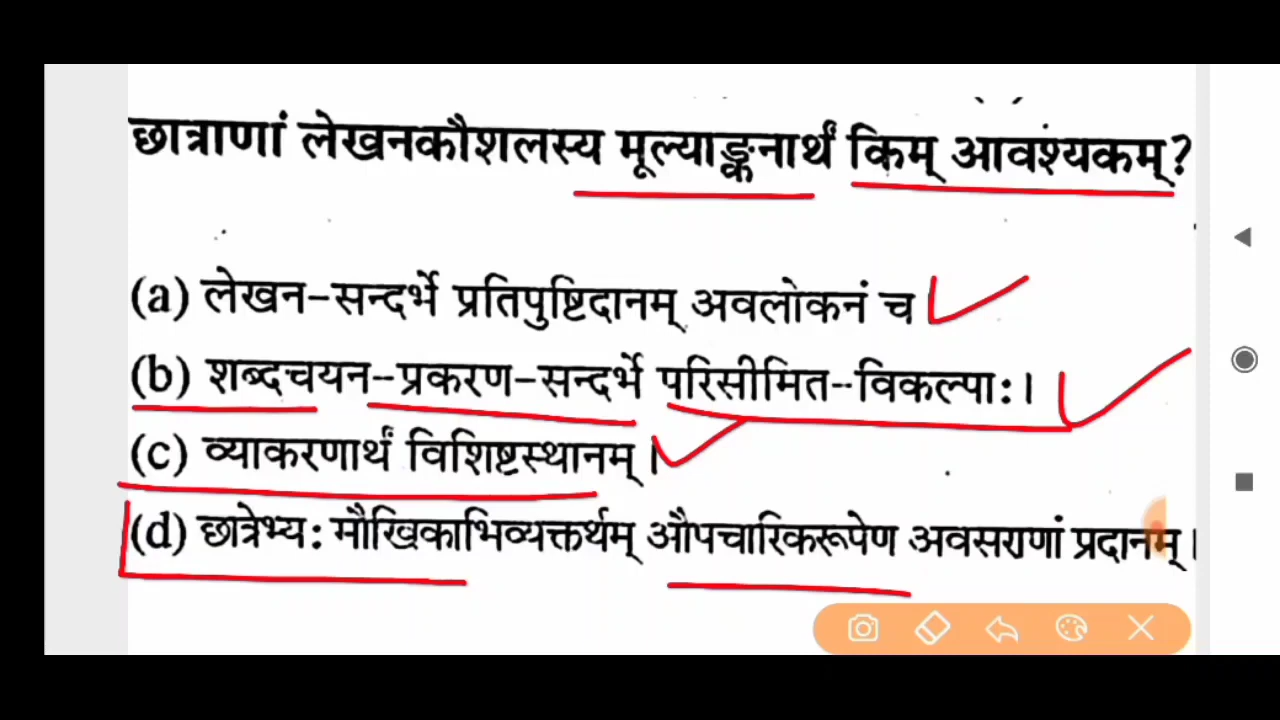 छात्राणां लेखनकौशलस्य मूल्याङ्कनार्थं किम् आवश्यकम्?
(a) लेखन-सन्दर्भे प्रतिपुष्टिदानम् अवलोकनं च
(b) शब्दचयन-प्रकरण-सन्दर्भे परिसीमित-विकल्पाः।
(c) व्याकरणार्थं विशिष्टस्थानम्।
(d) छात्रेभ्यः मौखिकाभिव्यक्तर्थम् औपचारिकरूपेण अवसराणां प्रदानम्।